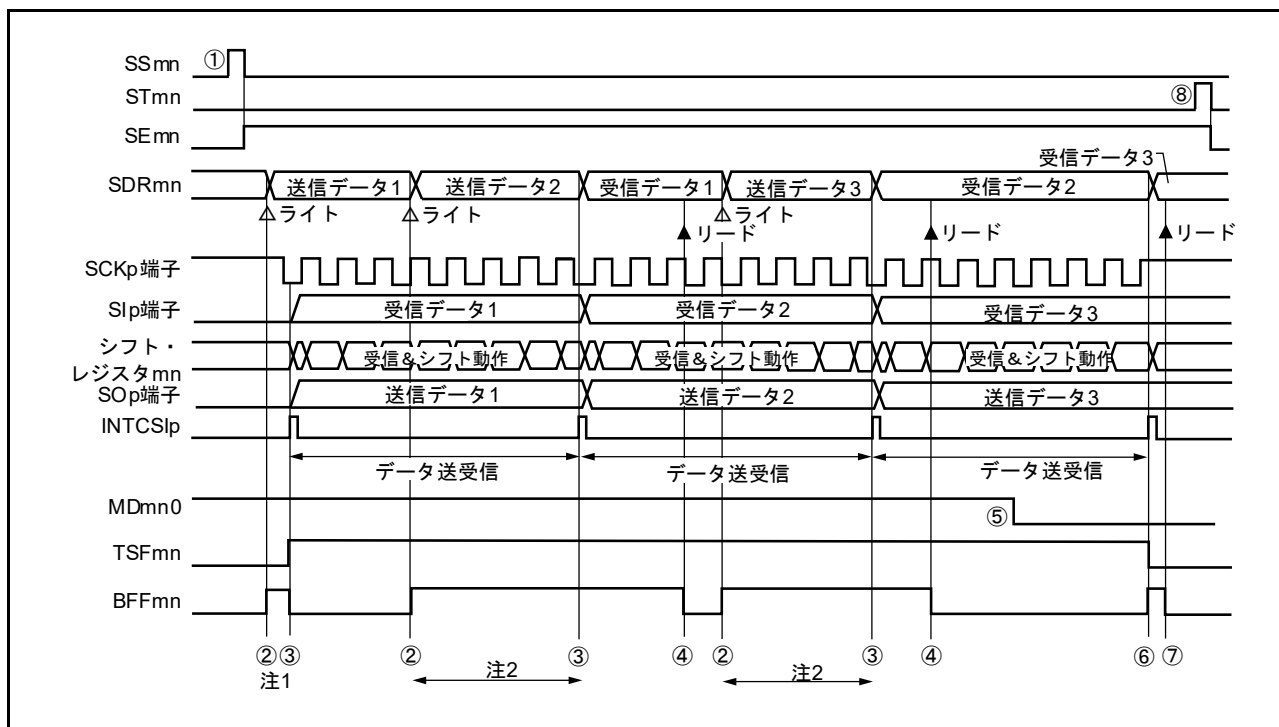 ① SSmn
⑧ STmn
SEmn
受信データ3
SDRmn 送信データ1 送信データ2 受信データ1 送信データ3 受信データ2
△ライト △ライト △ライト
▲リード ▲リード ▲リード
SCKp端子
SIp端子 受信データ1 受信データ2 受信データ3
シフト・
レジスタmn 受信&シフト動作 受信&シフト動作 受信&シフト動作
SOp端子 送信データ1 送信データ2 送信データ3
INTCSIp
データ送受信 データ送受信 データ送受信
MDmn0 ⑤
TSFmn
BFFmn
② ③ ② ③ ④ ② ③ ④ ⑥ ⑦
注1 注2 注2